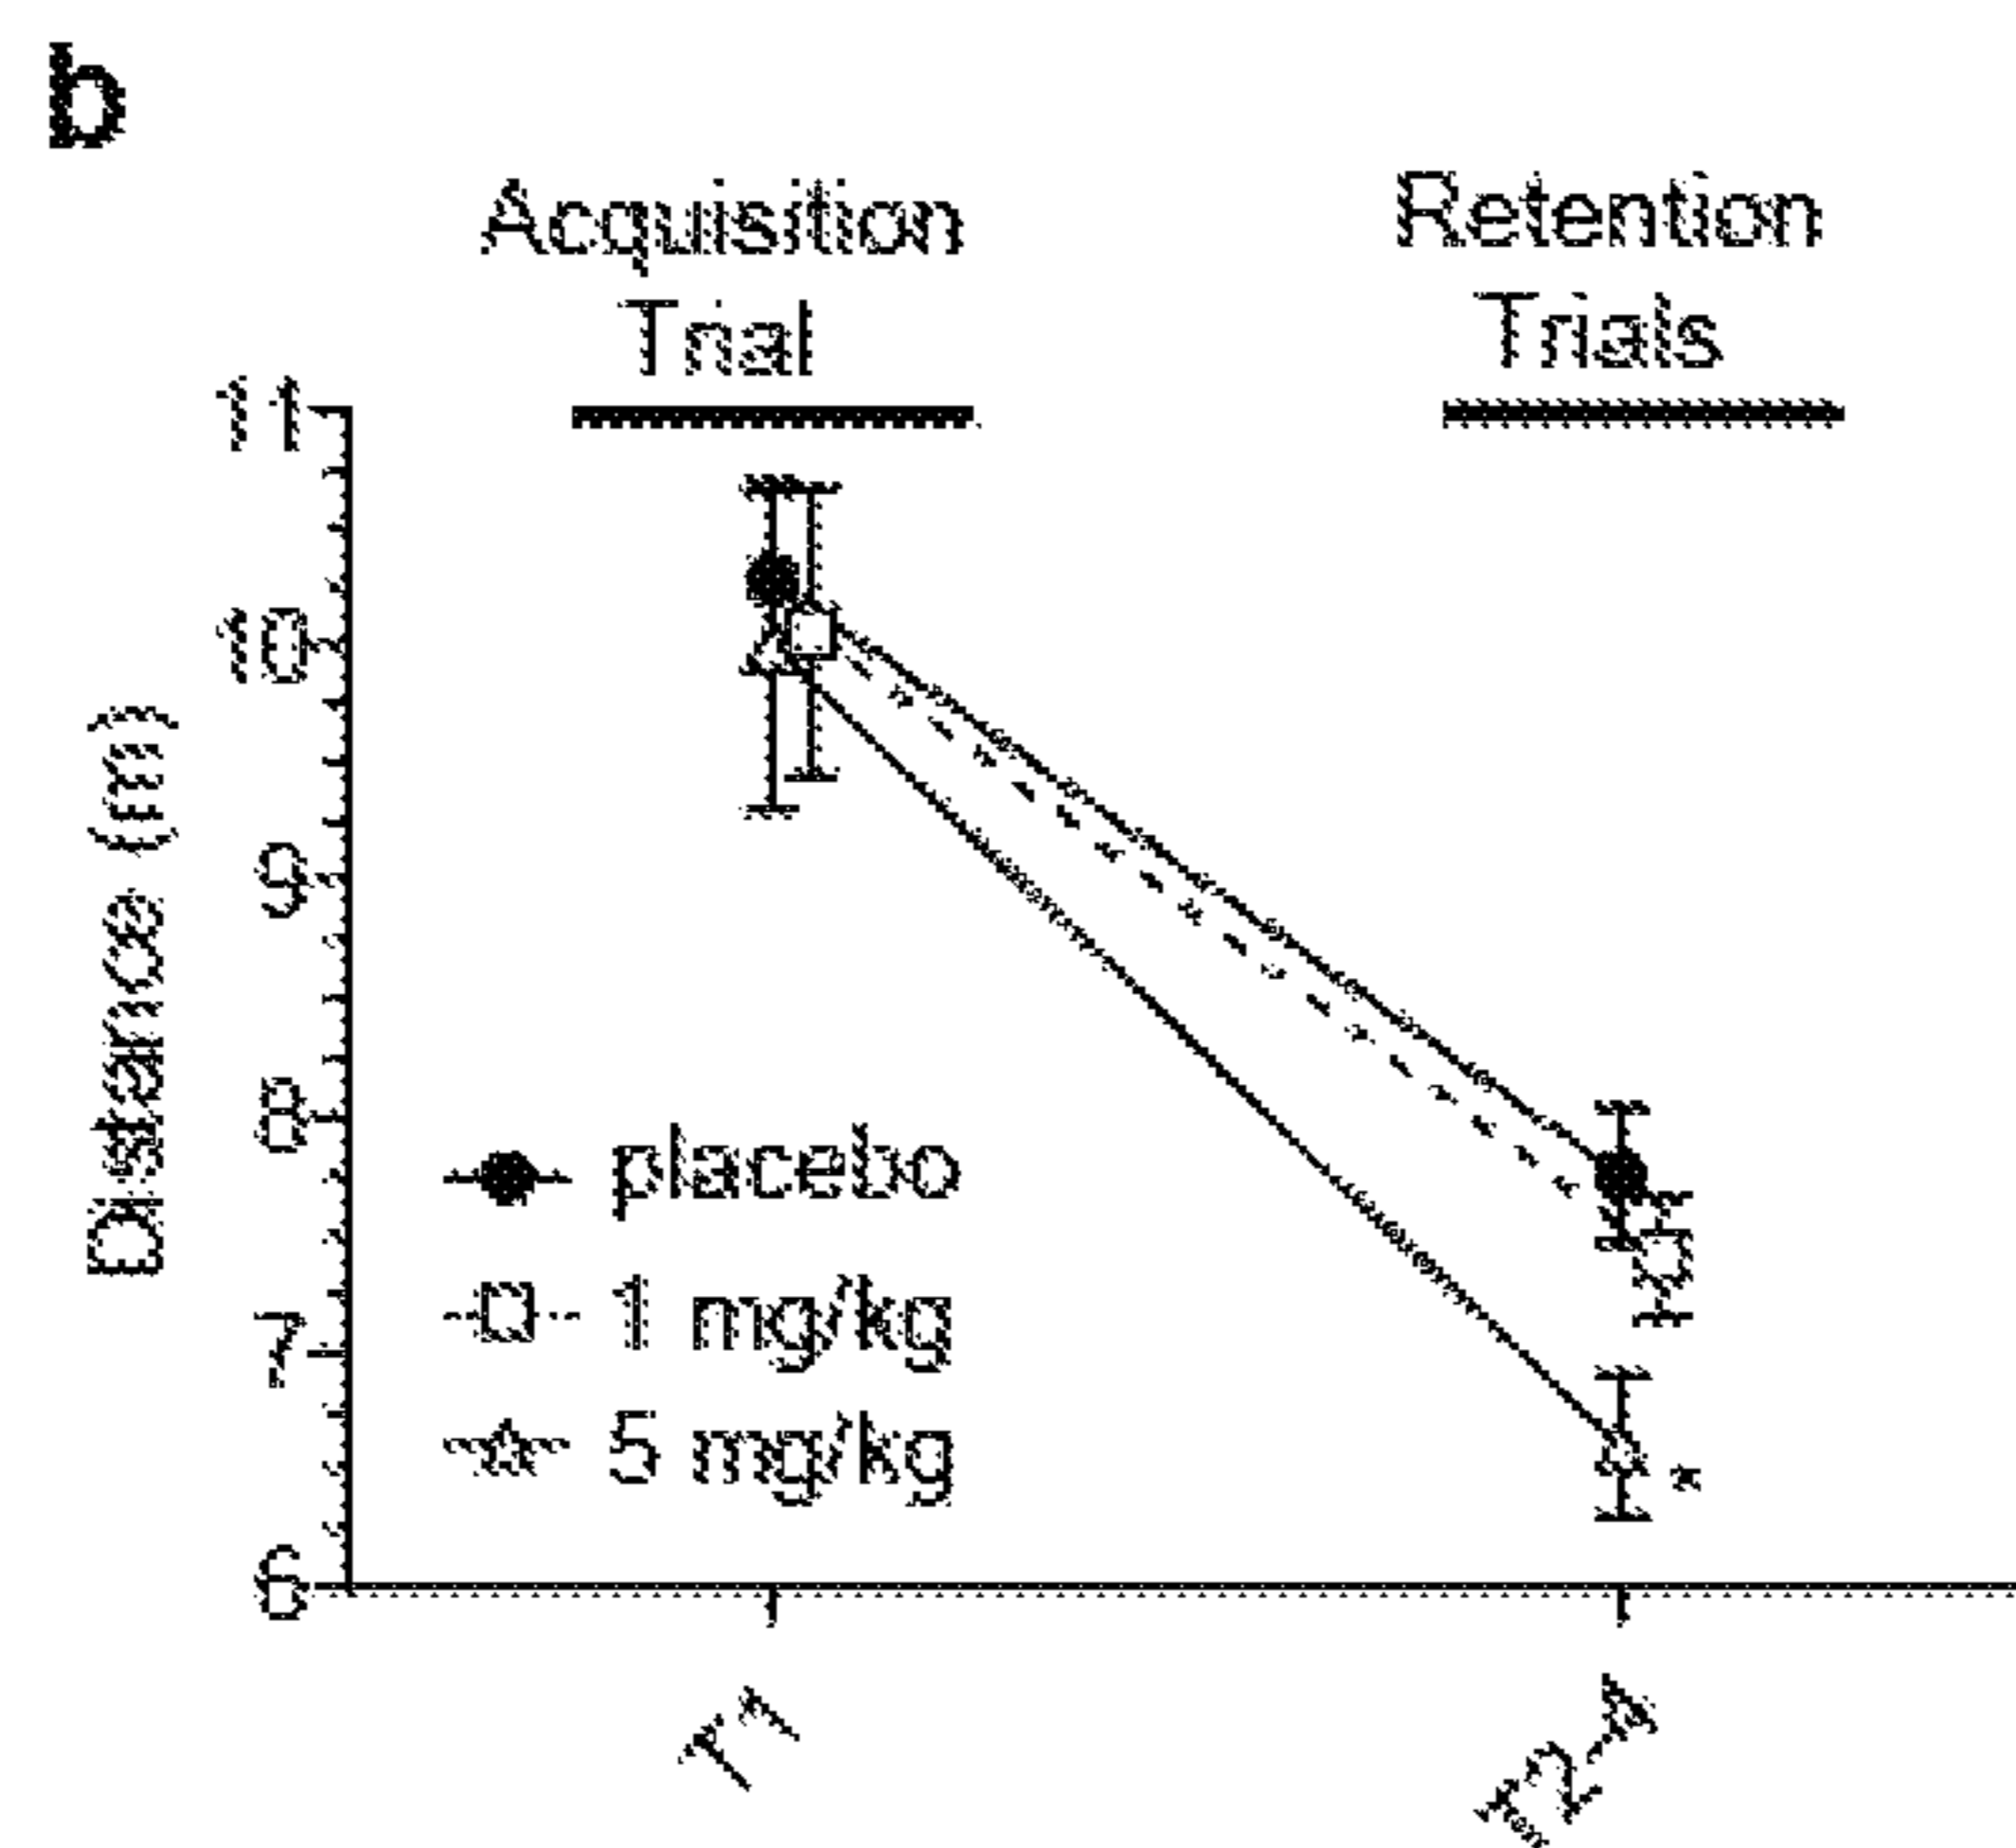 b
Acquisition
Trial
Retention
Trials
11
10
9
8
7
6
Distance (m)
placebo
1 mg/kg
5 mg/kg
*
T1
T2-4